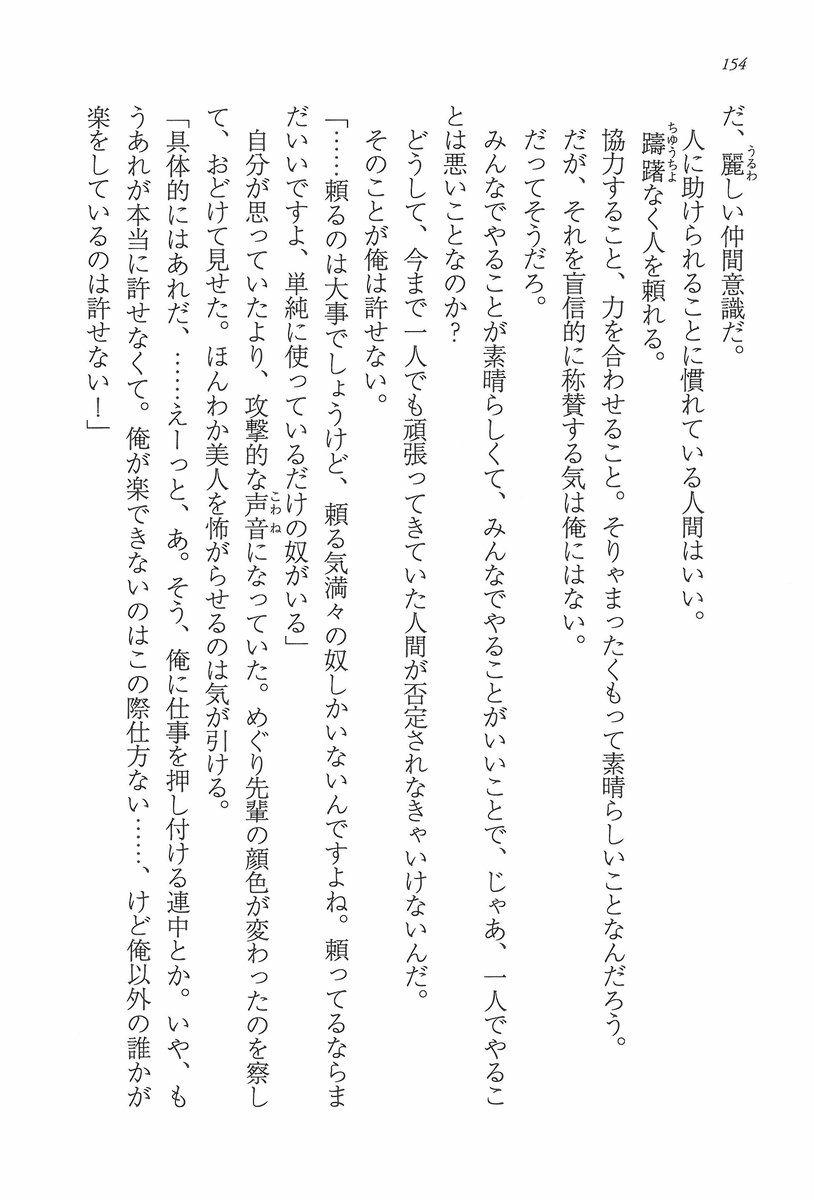 154
だ、麗しい仲間意識だ。
うるわ
人に助けられることに慣れている人間はいい。
躊躇なく人を頼れる。
ちゆうちよ
協力すること、力を合わせること。そりゃまったくもって素晴らしいことなんだろう。
だが、それを盲信的に称賛する気は俺にはない。
だってそうだろ。
みんなでやることが素晴らしくて、みんなでやることがいいことで、じゃあ、一人でやるこ
とは悪いことなのか?
どうして、今まで一人でも頑張ってきていた人間が否定されなきゃいけないんだ。
そのことが俺は許せない。
「……頼るのは大事でしょうけど、頼る気満々の奴しかいないんですよね。頼ってるならま
だいいですよ、単純に使っているだけの奴がいる」
自分が思っていたより、攻撃的な声音になっていた。めぐり先輩の顔色が変わったのを察し
こわね
て、おどけて見せた。ほんわか美人を怖がらせるのは気が引ける。
「具体的にはあれだ、……えーっと、あ。そう、俺に仕事を押し付ける連中とか。いや、も
うあれが本当に許せなくて。俺が楽できないのはこの際仕方ない……、けど俺以外の誰かが
楽をしているのは許せない!」